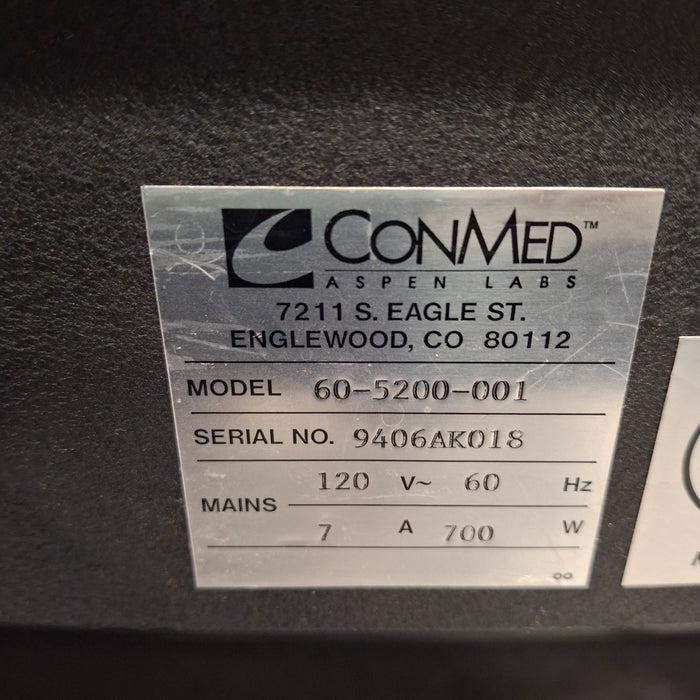 CONMED™
ASPEN LABS
7211 S. EAGLE ST.
ENGLEWOOD, CO 80112
MODEL 60-5200-001
SERIAL NO. 9406AK018
MAINS
120 V~ 60 Hz
7 A 700 W